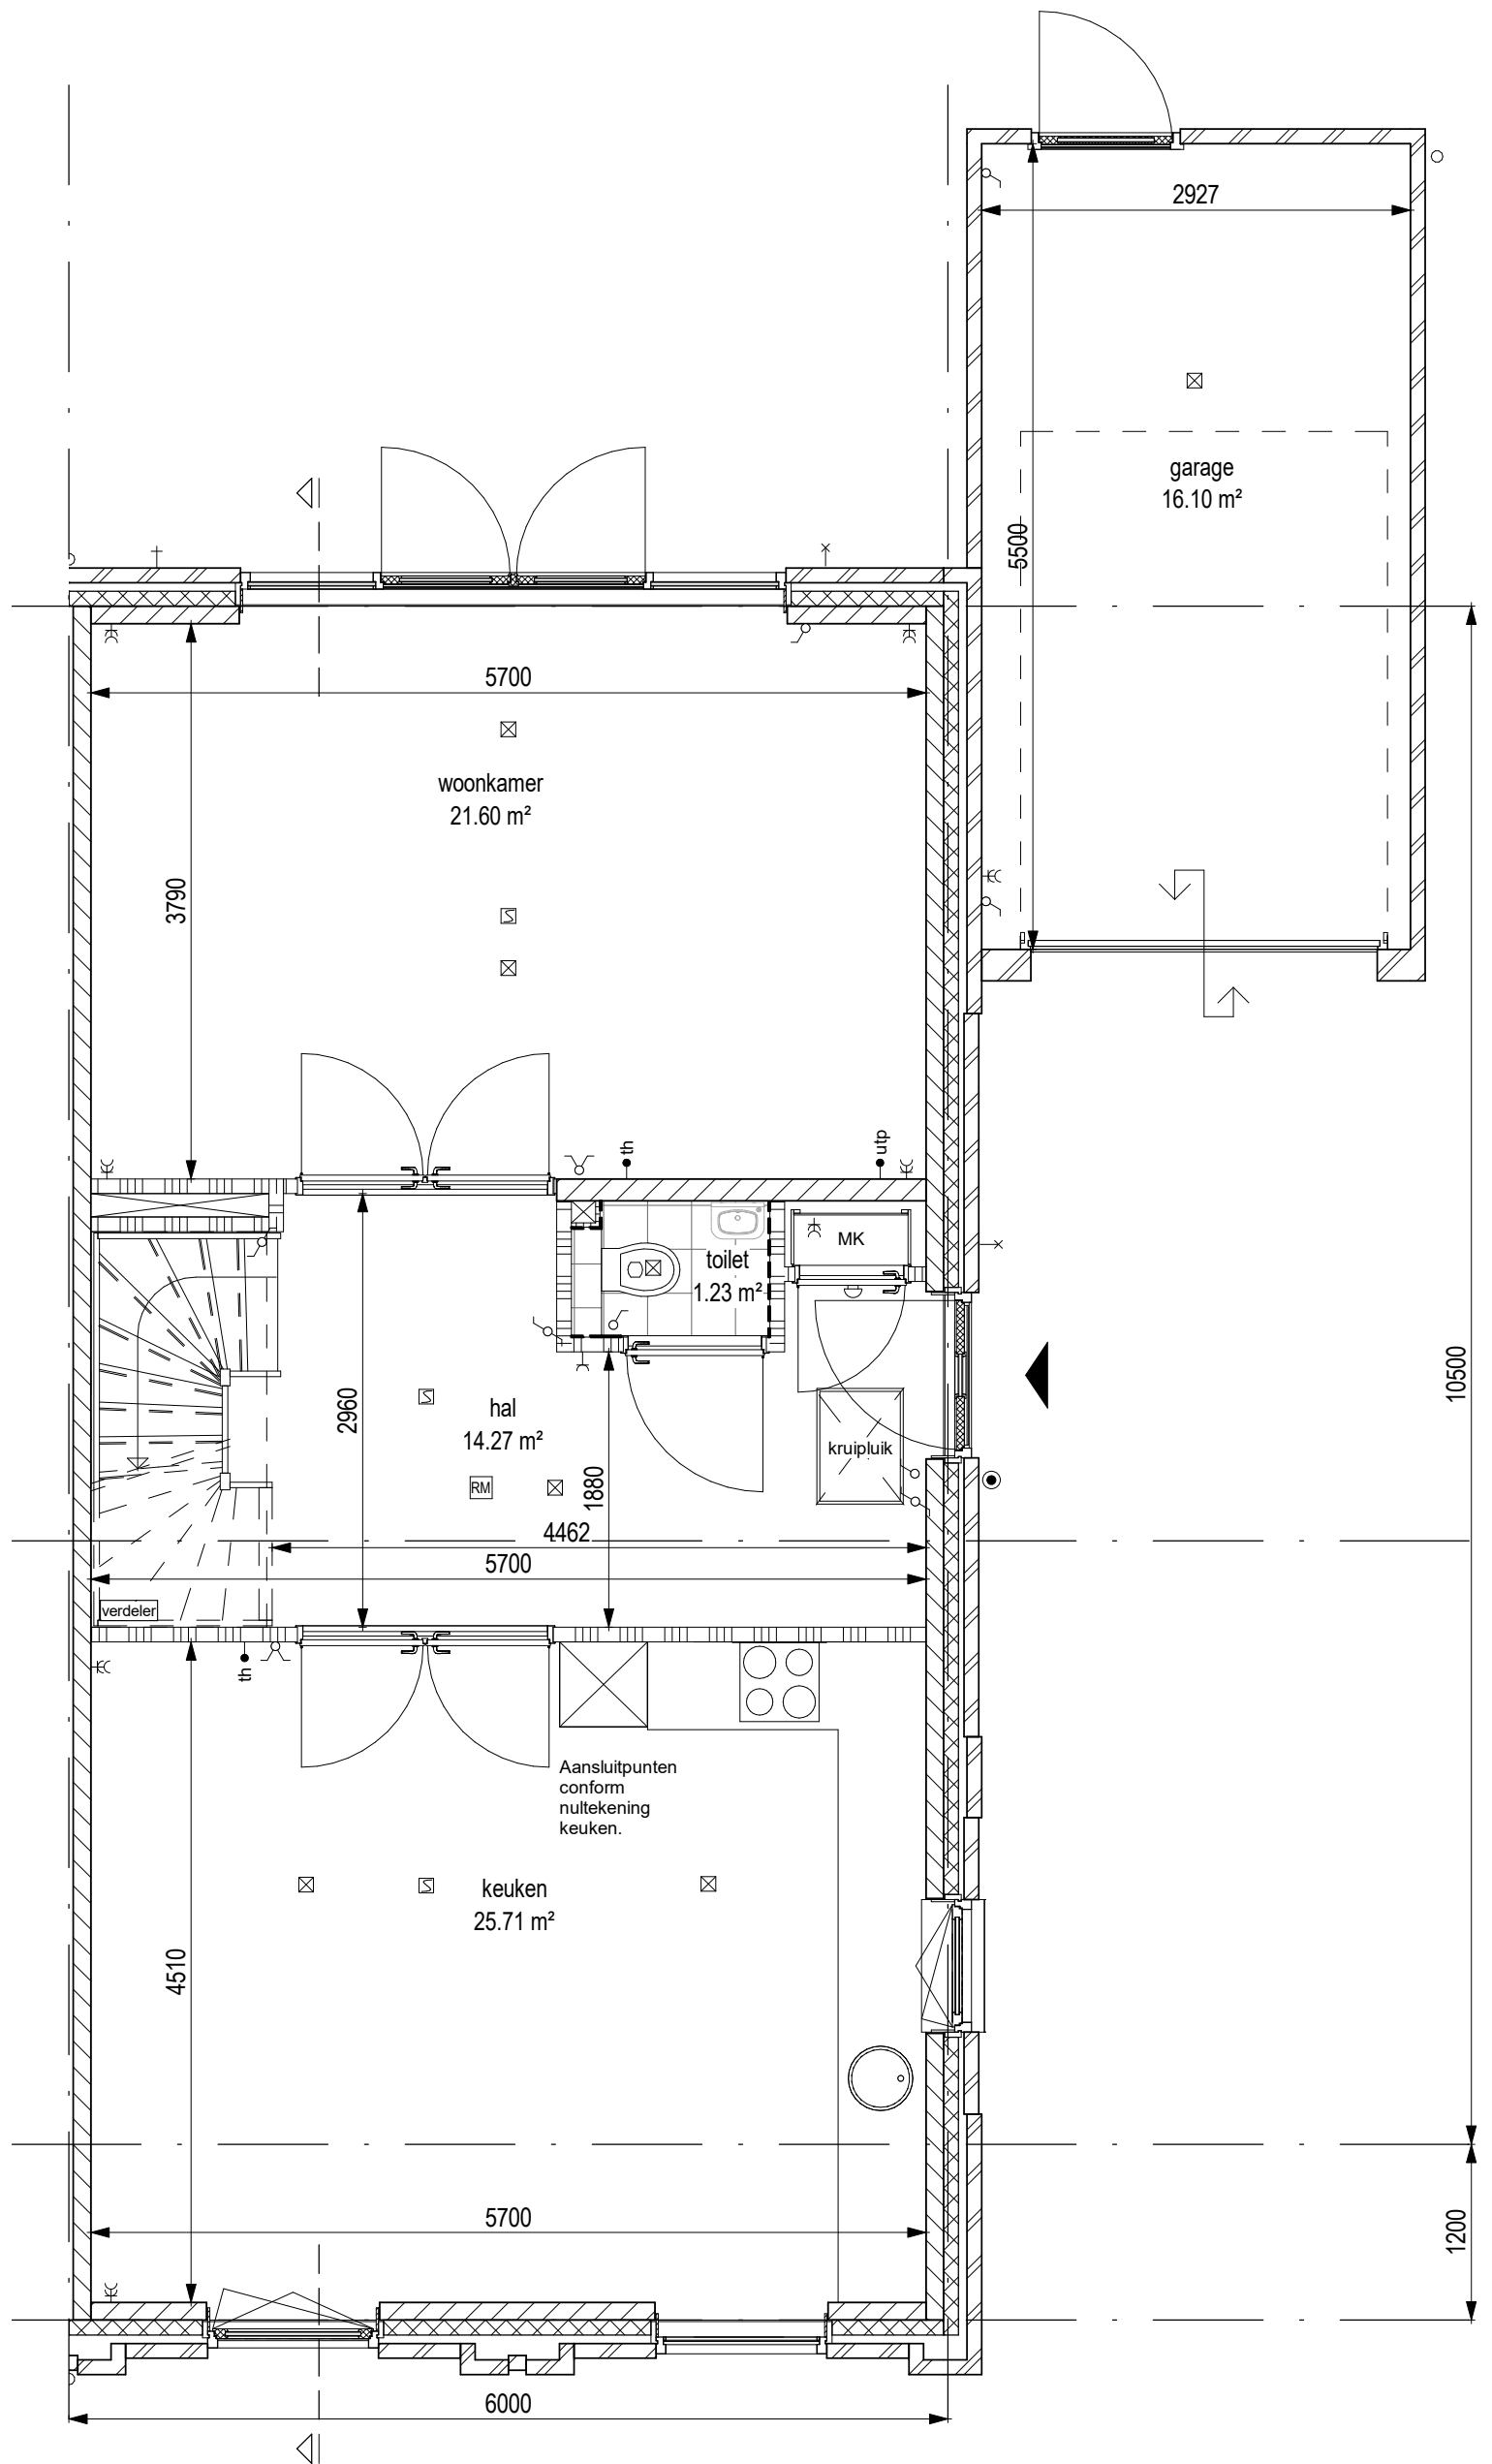 2927
garage
16.10 m²
5500
5700
woonkamer
21.60 m²
3790
th
utp
MK
toilet
1.23 m²
2960
hal
14.27 m²
kruipluik
RM
1880
4462
5700
10500
verdeler
th
Aansluitpunten
conform
nultekening
keuken.
keuken
25.71 m²
4510
5700
1200
6000